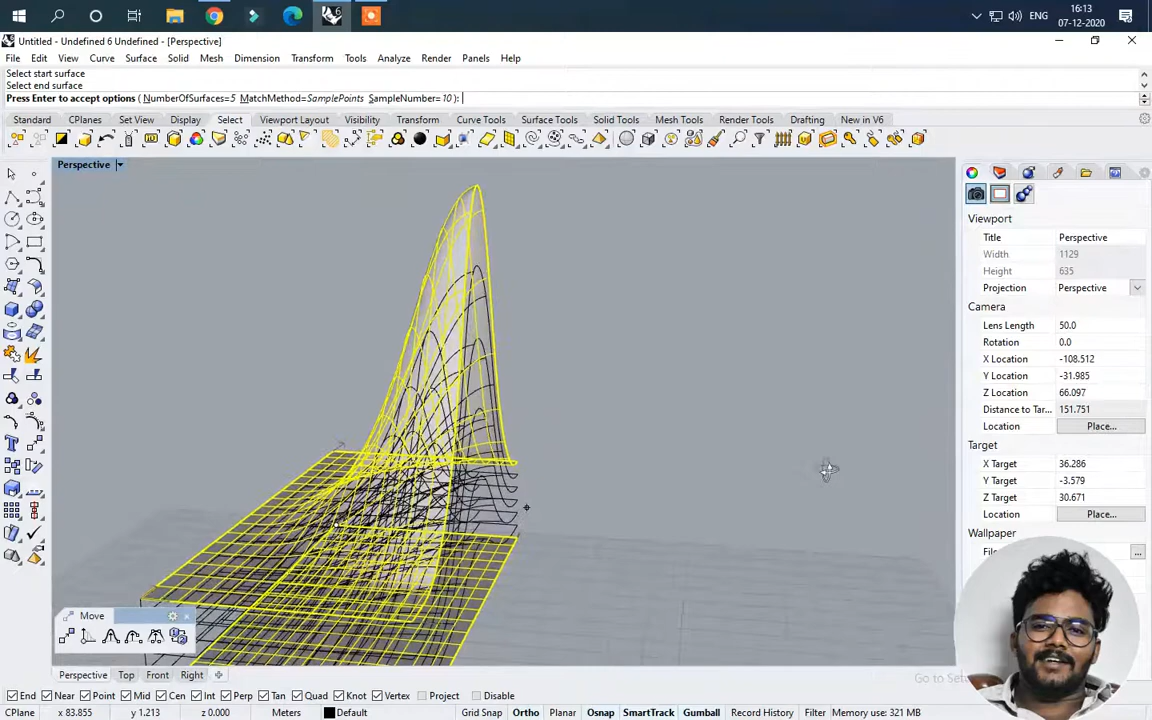 16:13
ENG
07-12-2020
Untitled - Undefined 6 Undefined - [Perspective]
File Edit View Curve Surface Solid Mesh Dimension Transform Tools Analyze Render Panels Help
Select start surface
Select end surface
Press Enter to accept options ( NumberOfSurfaces=5 MatchMethod=SamplePoints SampleNumber=10 ):
Standard CPlanes Set View Display Select Viewport Layout Visibility Transform Curve Tools Surface Tools Solid Tools Mesh Tools Render Tools Drafting New in V6
Perspective
Viewport
Title Perspective
Width 1129
Height 635
Projection Perspective
Camera
Lens Length 50.0
Rotation 0.0
X Location -108.512
Y Location -31.985
Z Location 66.097
Distance to Tar... 151.751
Location Place...
Target
X Target 36.286
Y Target -3.579
Z Target 30.671
Location Place...
Wallpaper
...
Move
Go to
Perspective Top Front Right
End Near Point Mid Cen Int Perp Tan Quad Knot Vertex Project Disable
CPlane x 83.855 y 1.213 z 0.000 Meters Default Grid Snap Ortho Planar Osnap SmartTrack Gumball Record History Filter Memory use: 321 MB